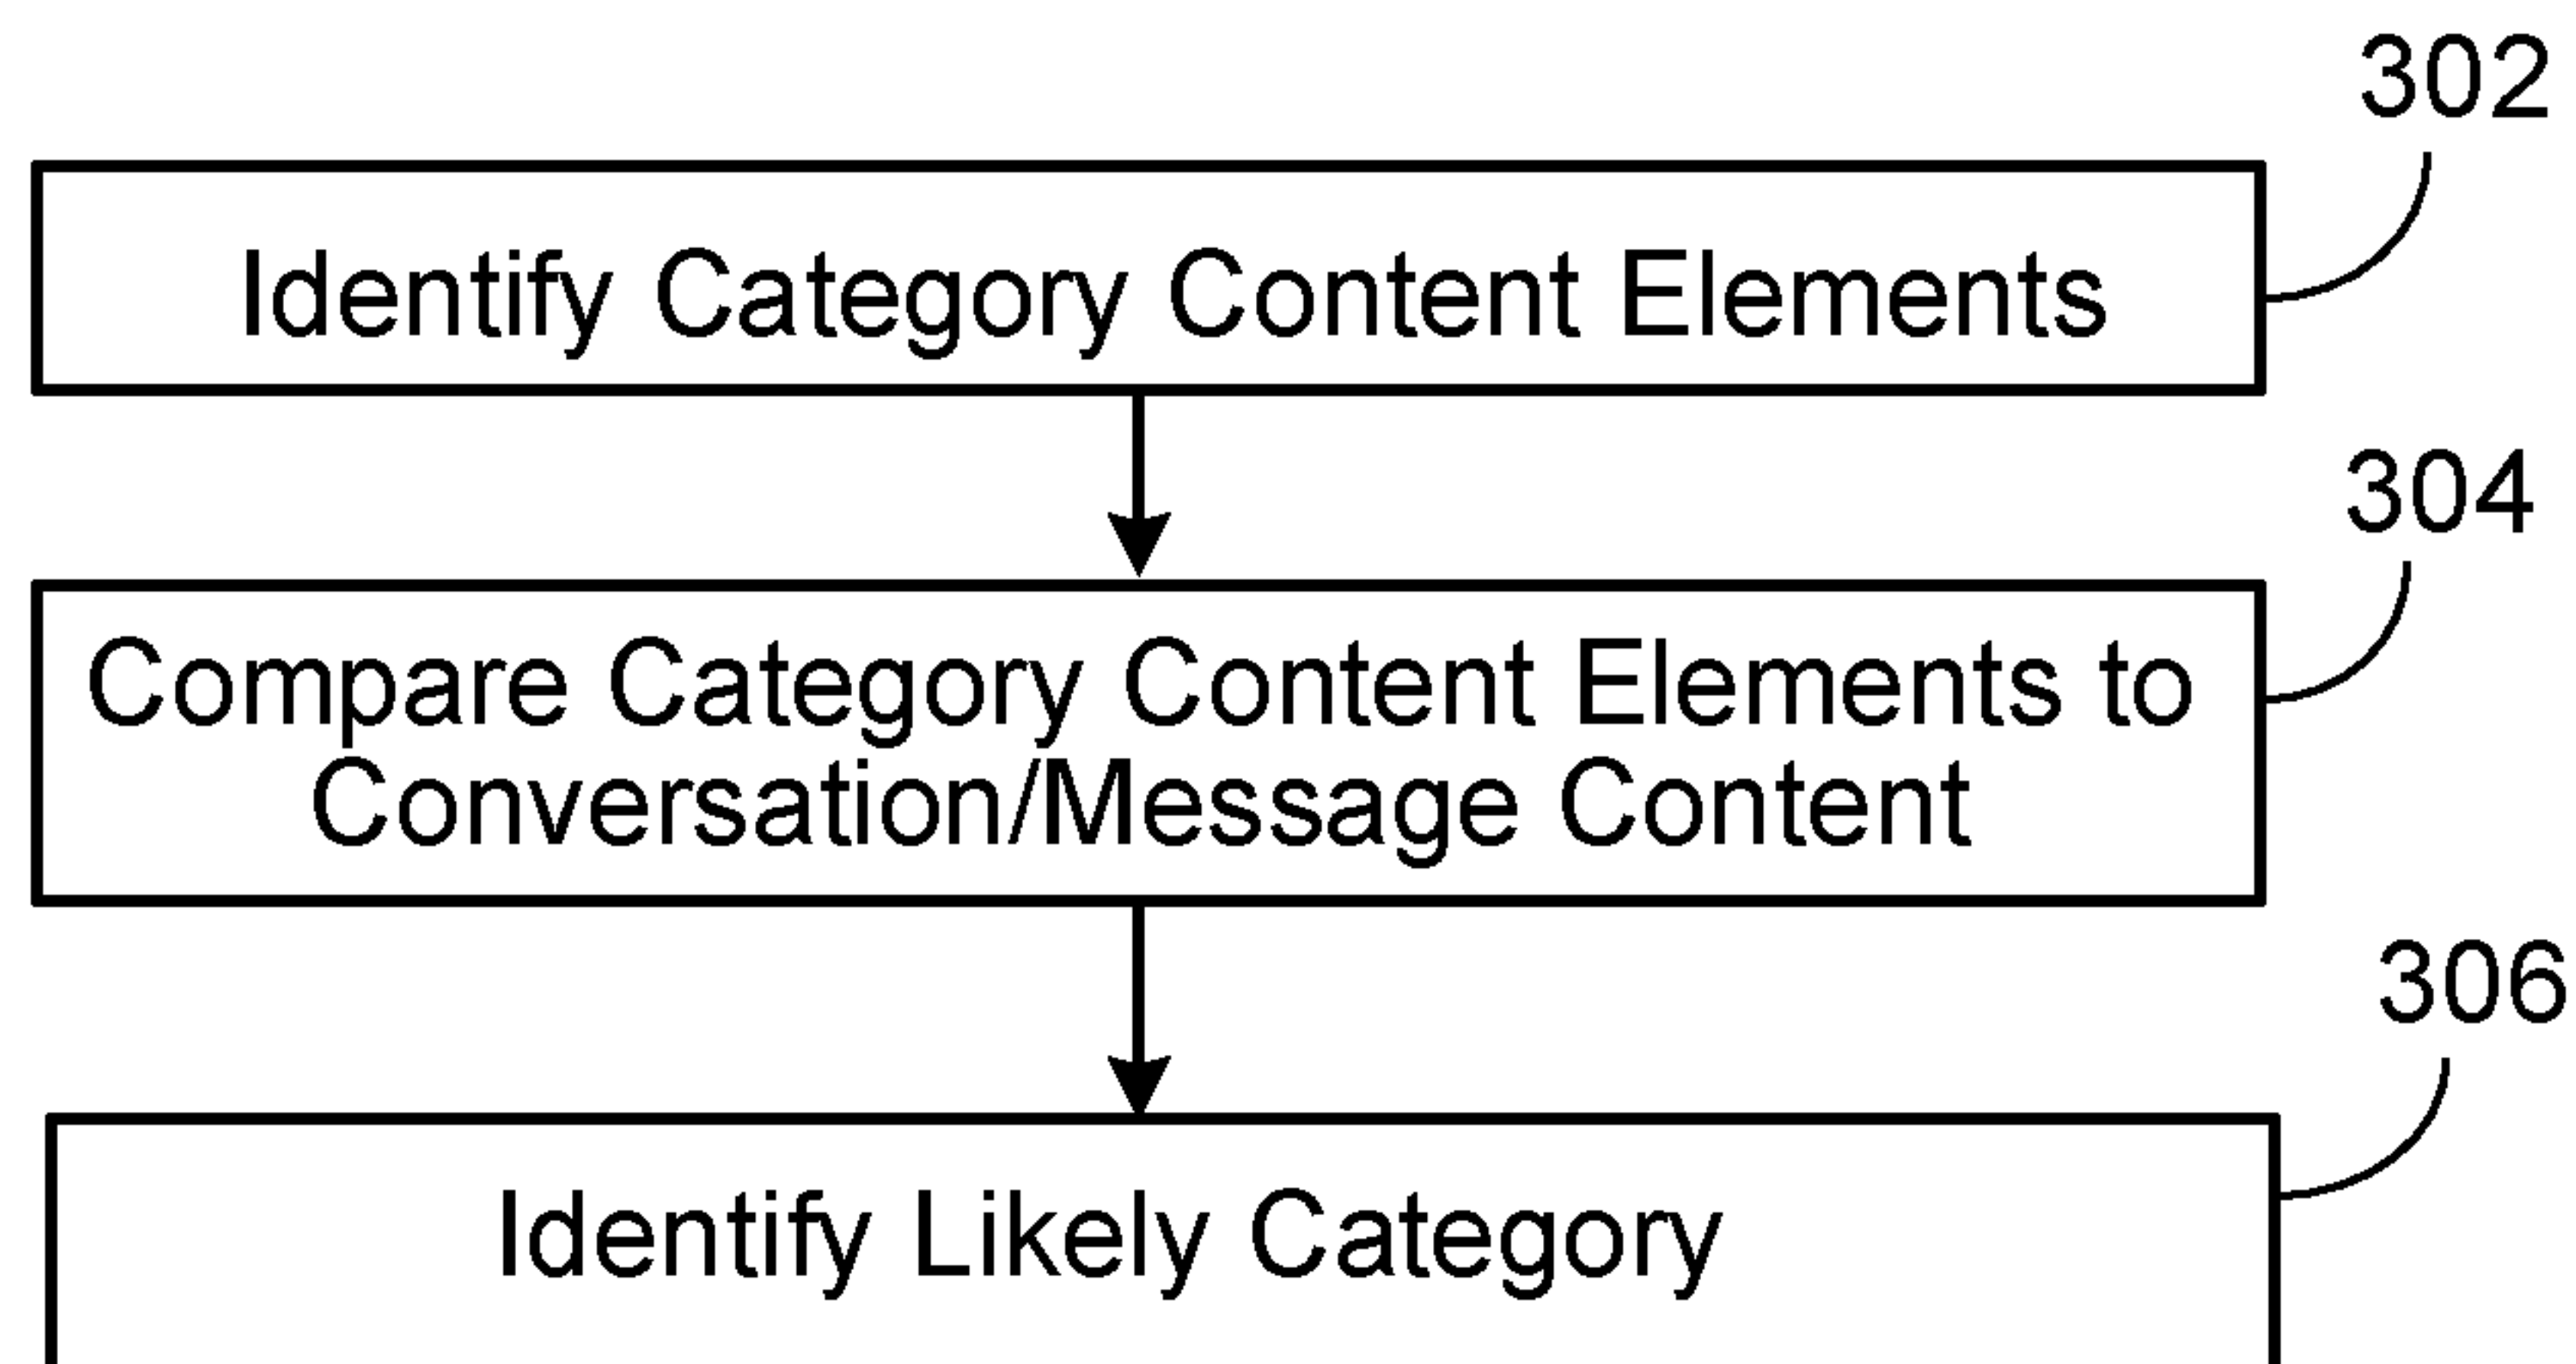 302
Identify Category Content Elements
304
Compare Category Content Elements to
Conversation/Message Content
306
Identify Likely Category